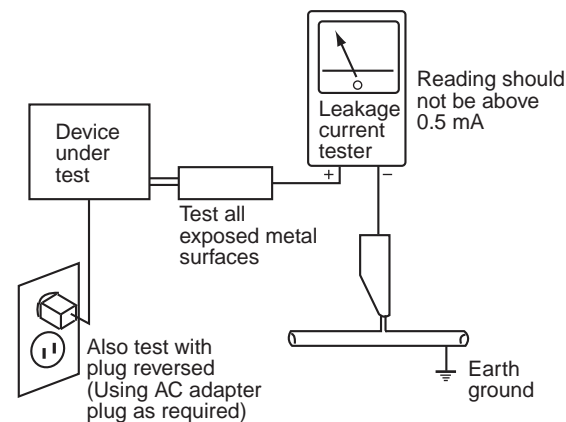 Leakage
current
tester
+
−
Reading should
not be above
0.5 mA
Device
under
test
Test all
exposed metal
surfaces
Also test with
plug reversed
(Using AC adapter
plug as required)
Earth
ground